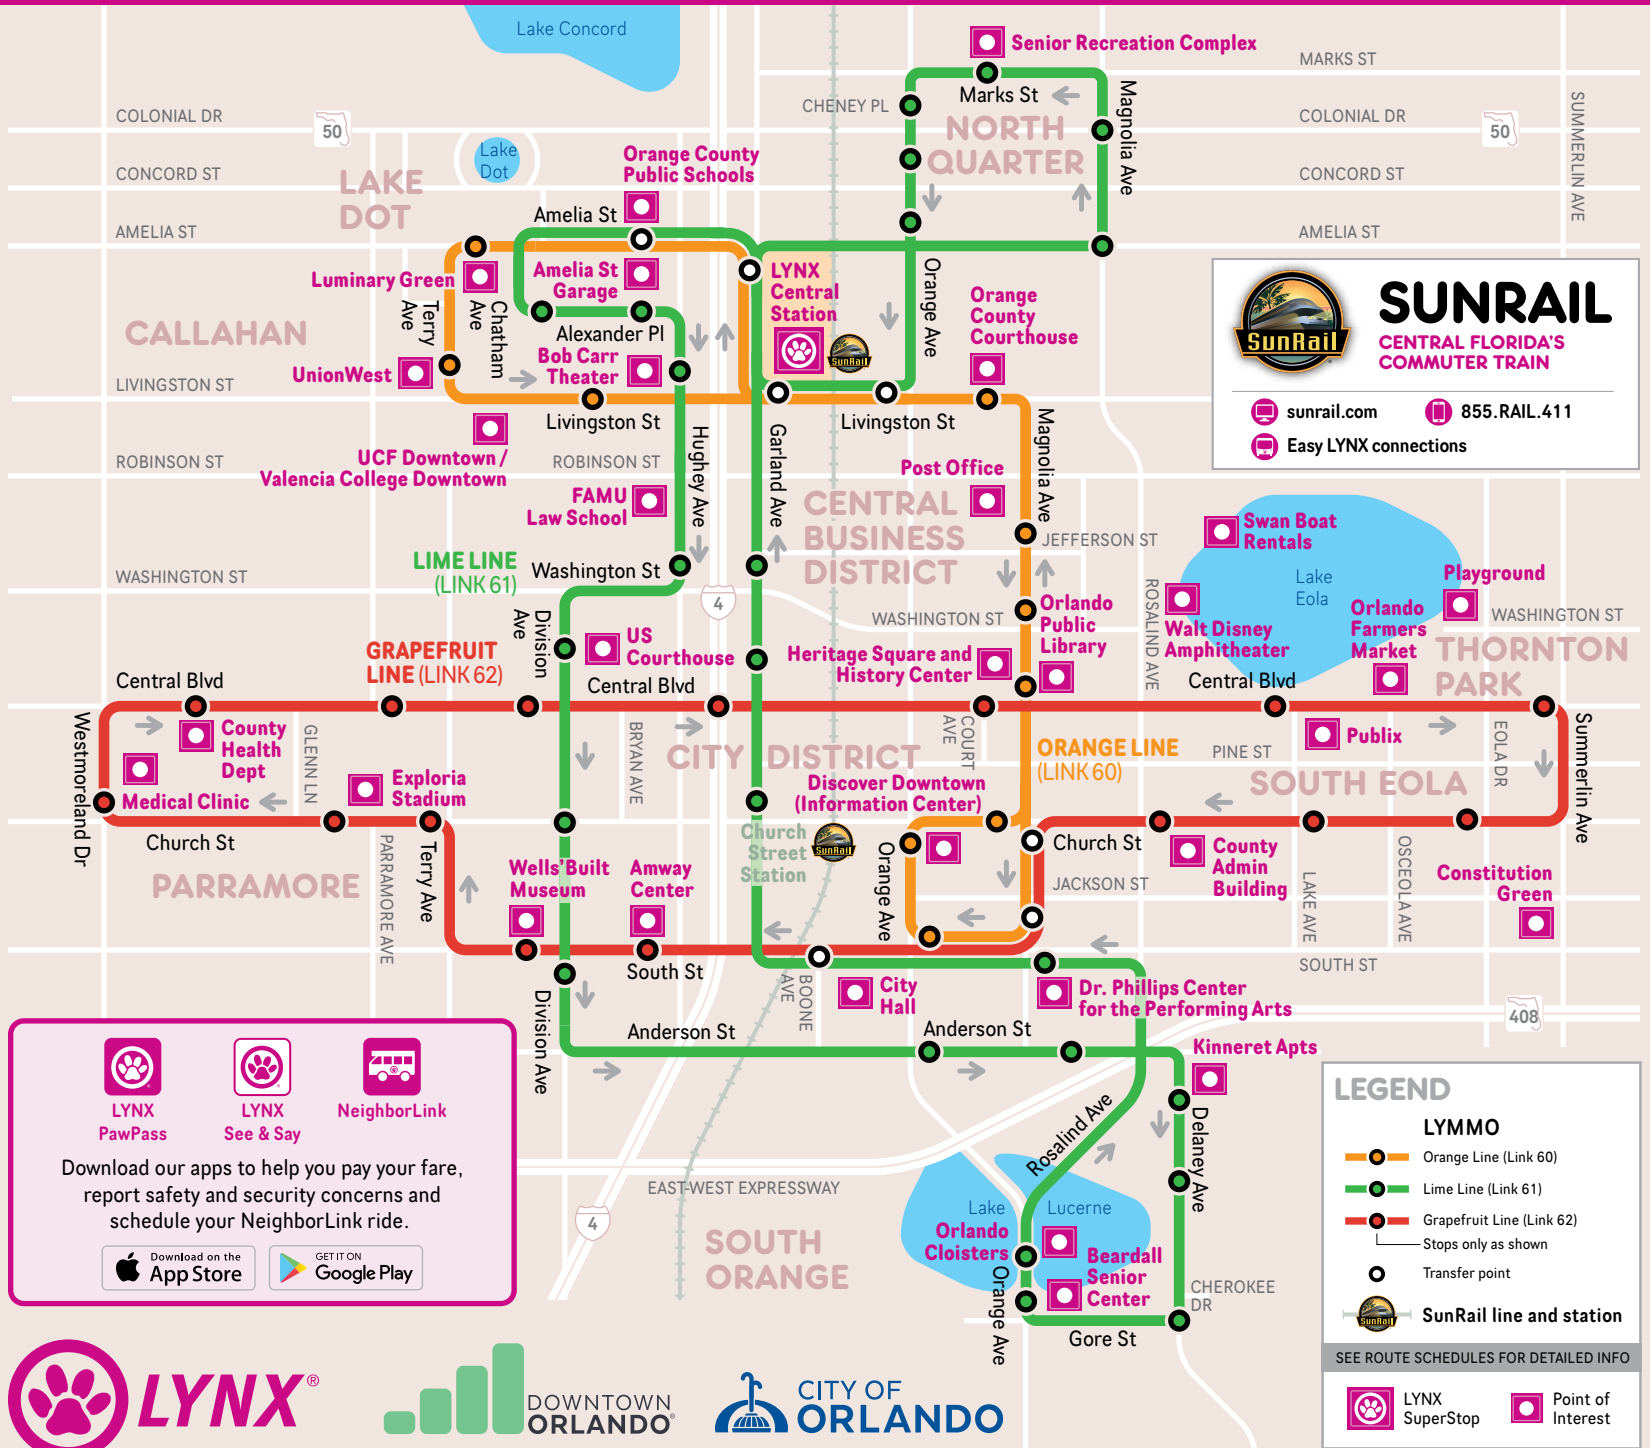 Lake Concord
Senior Recreation Complex
MARKS ST
Marks St
CHENEY PL
COLONIAL DR
50
Magnolia Ave
COLONIAL DR
50
SUMMERLIN AVE
NORTH
QUARTER
Lake
Dot
Orange County
Public Schools
CONCORD ST
CONCORD ST
LAKE
DOT
Amelia St
AMELIA ST
AMELIA ST
Luminary Green
Amelia St
Garage
LYNX
Central
Station
SunRail
Orange Ave
Orange
County
Courthouse
Terry
Ave
Chatham
Ave
CALLAHAN
Alexander Pl
Bob Carr
Theater
UnionWest
LIVINGSTON ST
Livingston St
Livingston St
SunRail
SUNRAIL
CENTRAL FLORIDA'S
COMMUTER TRAIN
sunrail.com
855.RAIL.411
Easy LYNX connections
UCF Downtown /
Valencia College Downtown
ROBINSON ST
ROBINSON ST
Hughey Ave
Garland Ave
Magnolia Ave
Post Office
FAMU
Law School
CENTRAL
BUSINESS
DISTRICT
JEFFERSON ST
Swan Boat
Rentals
Lake
Eola
LIME LINE
(LINK 61)
Washington St
WASHINGTON ST
4
WASHINGTON ST
Orlando
Public
Library
ROSALIND AVE
Walt Disney
Amphitheater
Orlando
Farmers
Market
Playground
WASHINGTON ST
THORNTON
PARK
Division
Ave
US
Courthouse
Heritage Square and
History Center
GRAPEFRUIT
LINE (LINK 62)
Central Blvd
Central Blvd
Central Blvd
Westmoreland Dr
County
Health
Dept
GLENN LN
BRYAN AVE
CITY DISTRICT
COURT
AVE
ORANGE LINE
(LINK 60)
PINE ST
Publix
SOUTH EOLA
EOLA DR
Summerlin Ave
Medical Clinic
Exploria
Stadium
Discover Downtown
(Information Center)
Church
Street
Station
SunRail
Church St
Church St
PARRAMORE
PARRAMORE AVE
Terry Ave
Wells'Built
Museum
Amway
Center
Orange Ave
JACKSON ST
County
Admin
Building
LAKE AVE
OSCEOLA AVE
Constitution
Green
South St
SOUTH ST
BOONE
AVE
City
Hall
Dr. Phillips Center
for the Performing Arts
408
Division Ave
Anderson St
Anderson St
Kinneret Apts
LYNX
PawPass
LYNX
See & Say
NeighborLink
Download our apps to help you pay your fare,
report safety and security concerns and
schedule your NeighborLink ride.
Download on the
App Store
GET IT ON
Google Play
Rosalind Ave
Delaney Ave
EAST-WEST EXPRESSWAY
4
SOUTH
ORANGE
Lake
Lucerne
Orlando
Cloisters
Beardall
Senior
Center
Orange Ave
CHEROKEE
DR
Gore St
LEGEND
LYMMO
Orange Line (Link 60)
Lime Line (Link 61)
Grapefruit Line (Link 62)
Stops only as shown
Transfer point
SunRail
SunRail line and station
SEE ROUTE SCHEDULES FOR DETAILED INFO
LYNX
SuperStop
Point of
Interest
LYNX®
DOWNTOWN
ORLANDO®
CITY OF
ORLANDO